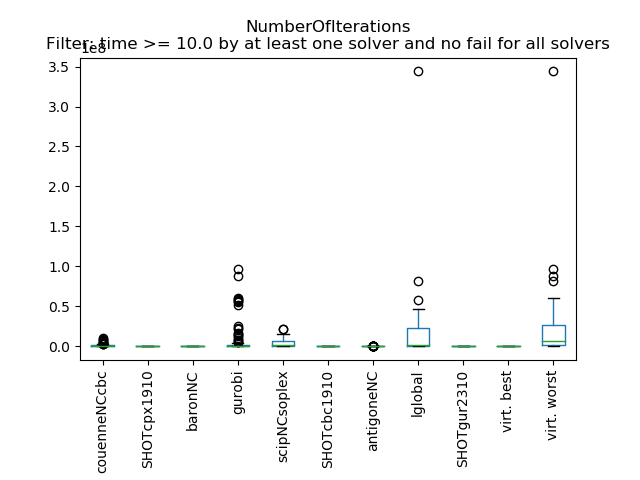 NumberOfIterations
Filter: time >= 10.0 by at least one solver and no fail for all solvers
1e8
3.5
3.0
2.5
2.0
1.5
1.0
0.5
0.0
couenneNCcbc
SHOTcpx1910
baronNC
gurobi
scipNCsoplex
SHOTcbc1910
antigoneNC
lglobal
SHOTgur2310
virt. best
virt. worst